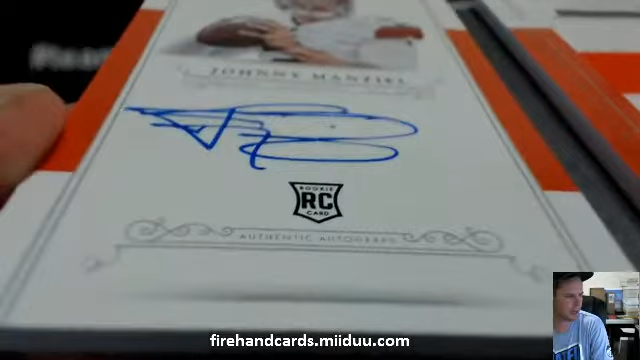 JOHNNY MANZIEL
ROOKIE
RC
CARD
AUTHENTIC AUTOGRAPH
firehandcards.miiduu.com